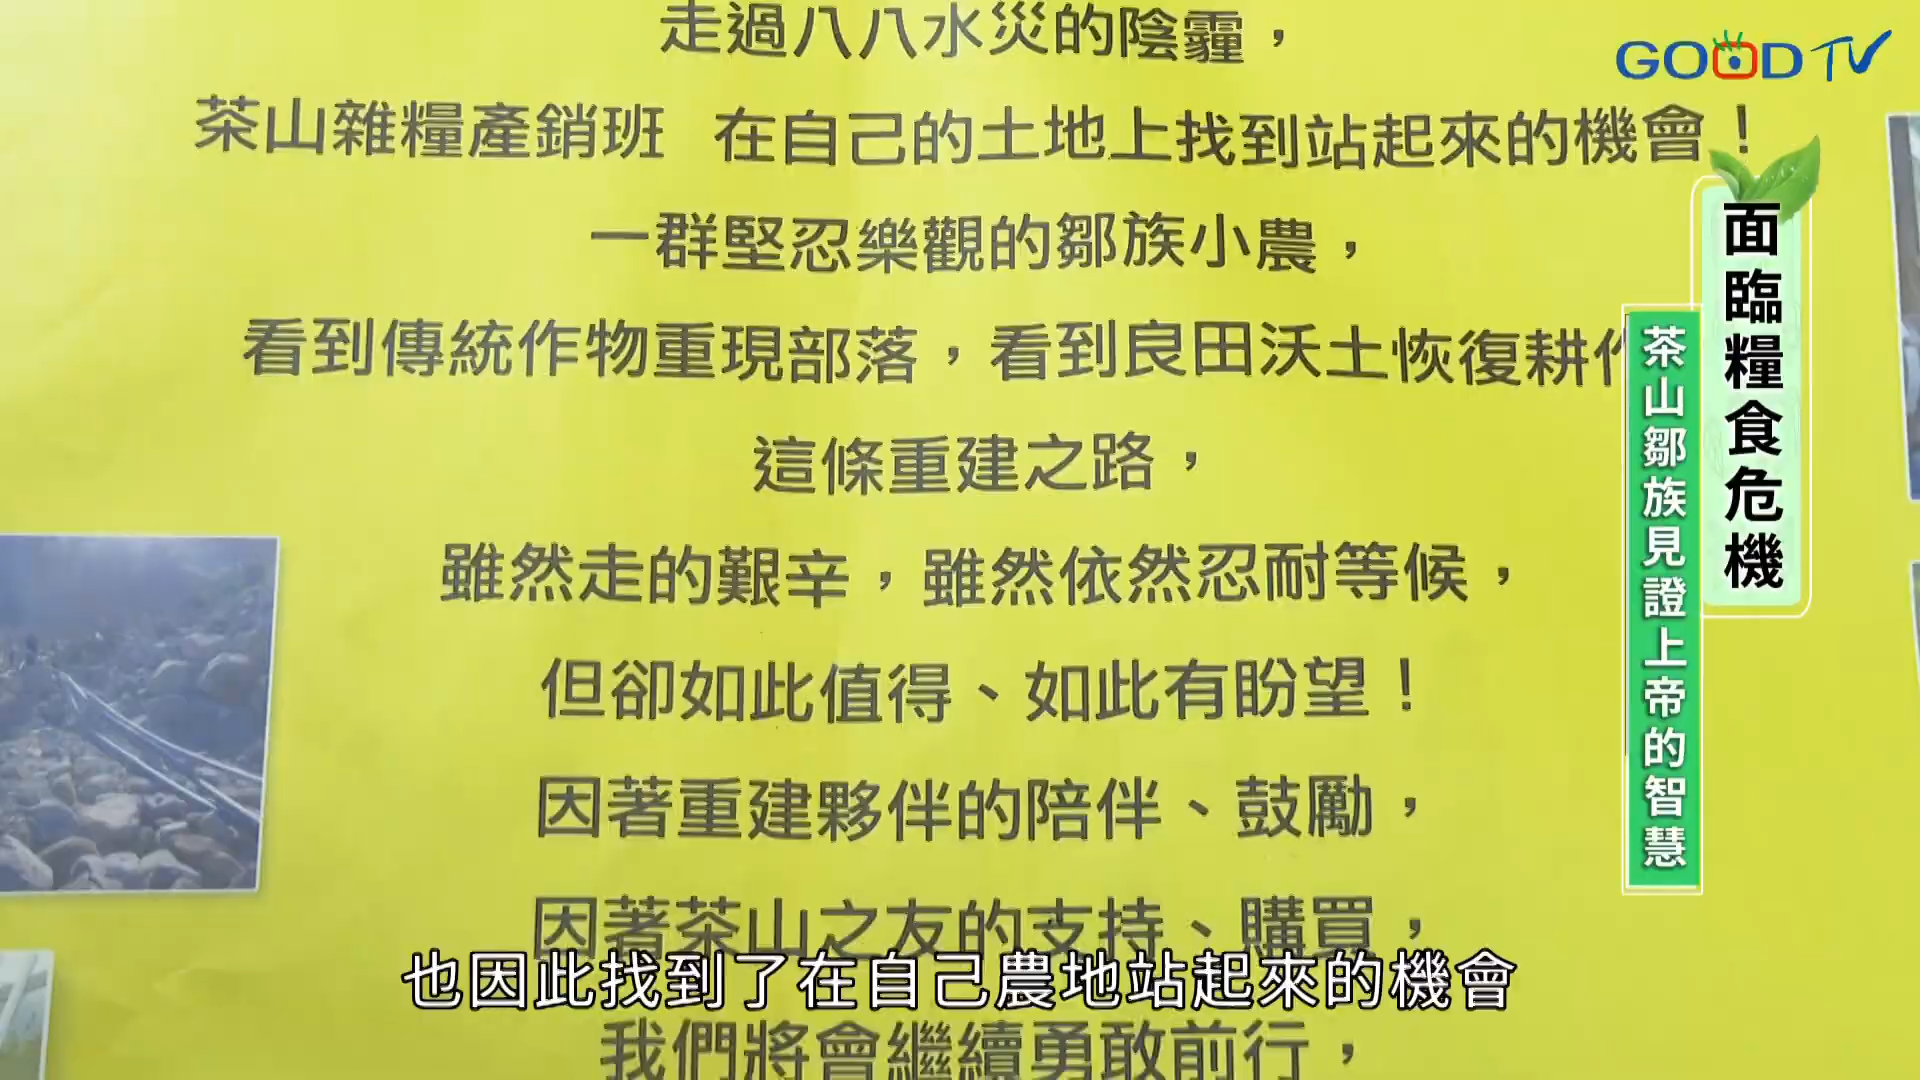 走過八八水災的陰霾，
茶山雜糧產銷班 在自己的土地上找到站起來的機會！
一群堅忍樂觀的鄒族小農，
看到傳統作物重現部落，看到良田沃土恢復耕作
這條重建之路，
雖然走的艱辛，雖然依然忍耐等候，
但卻如此值得、如此有盼望！
因著重建夥伴的陪伴、鼓勵，
因著茶山之友的支持、購買，
我們將會繼續勇敢前行，
GOOD TV
面臨糧食危機
茶山鄒族見證上帝的智慧
也因此找到了在自己農地站起來的機會